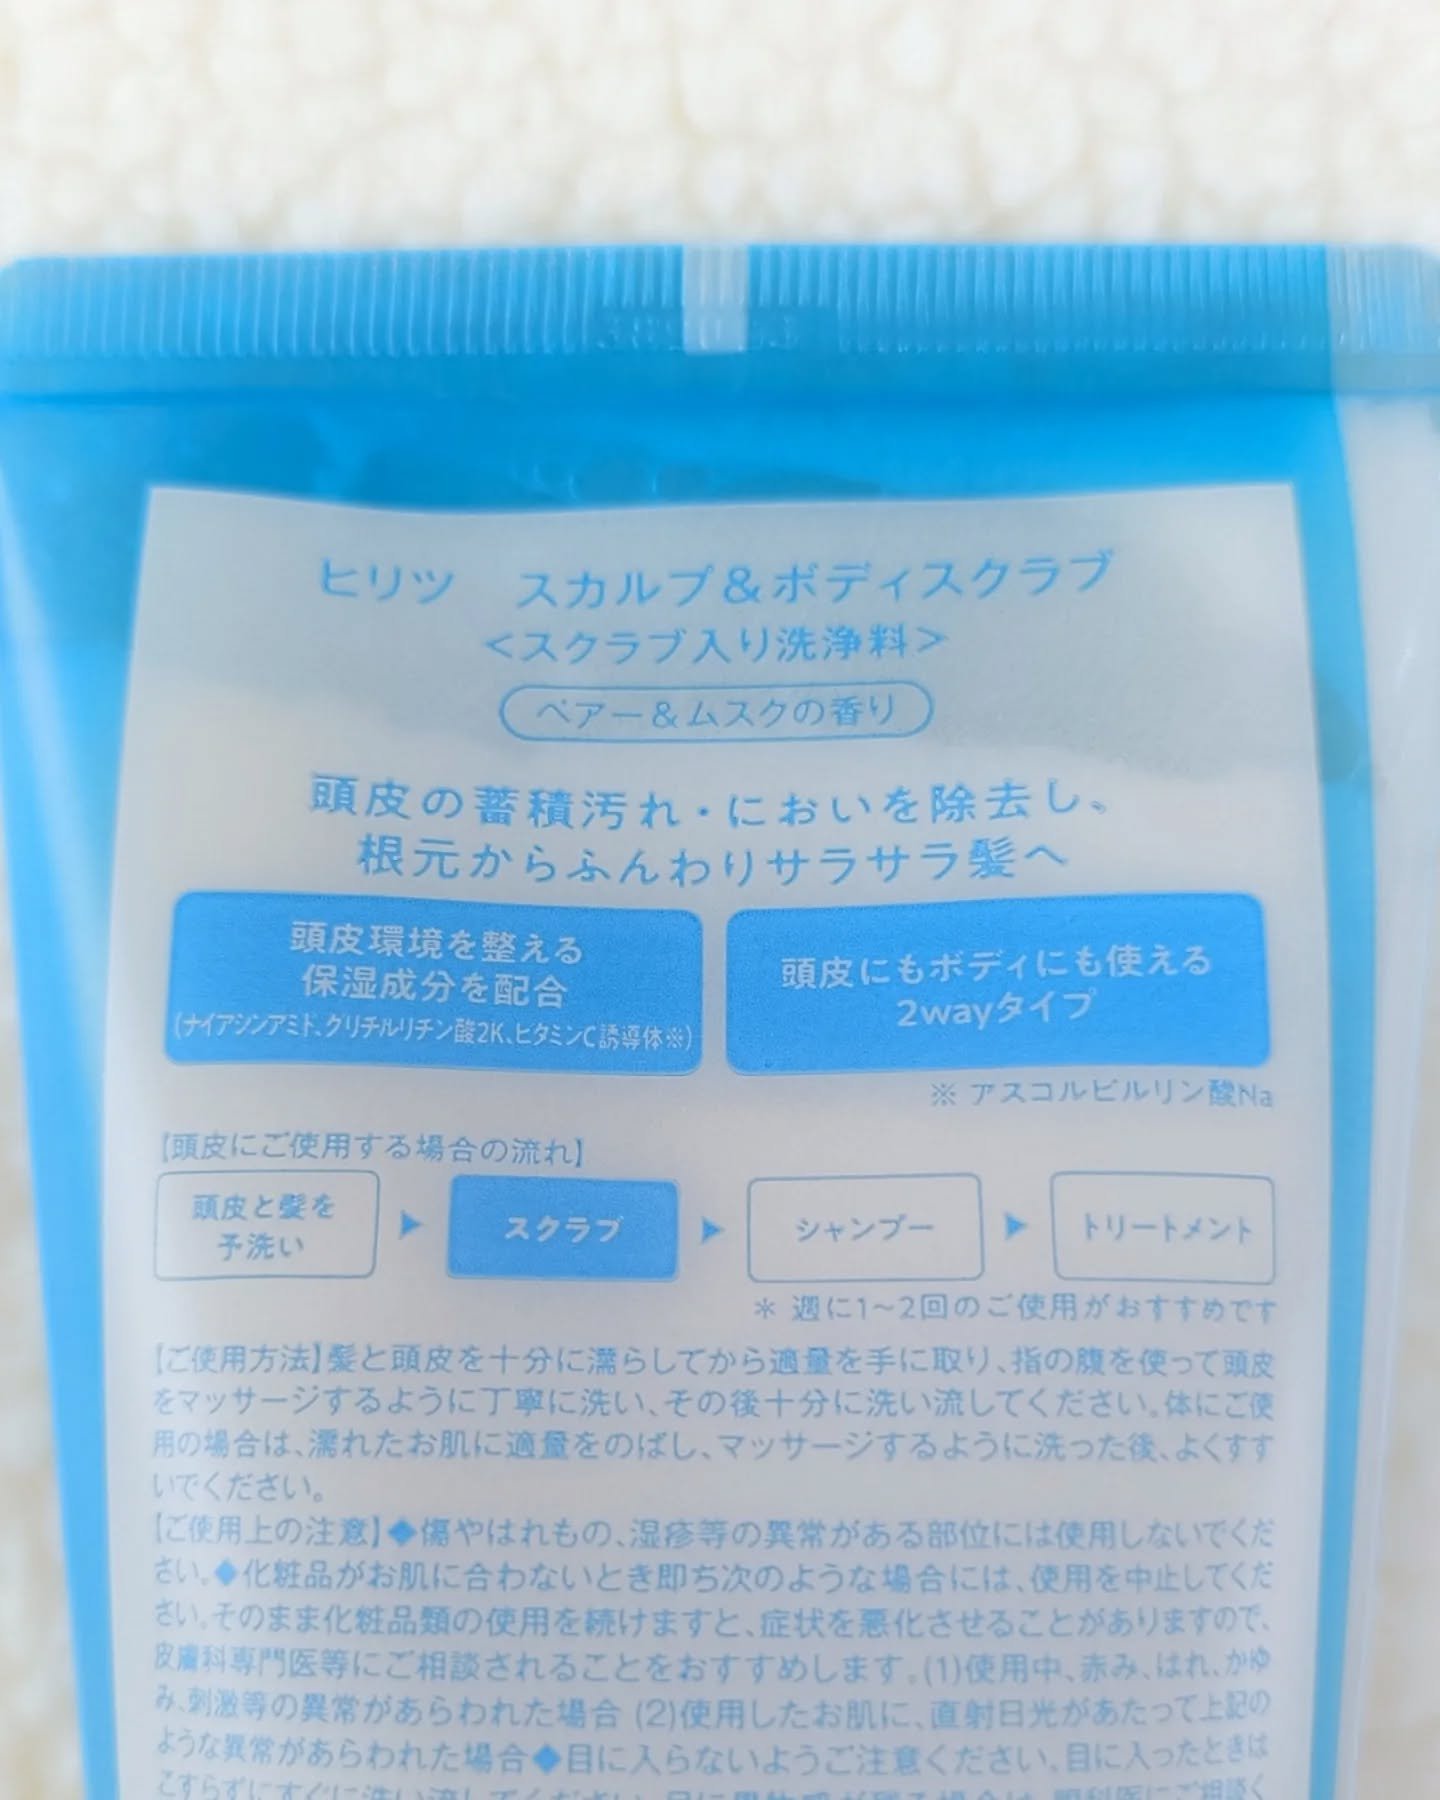 ヒリツ　スカルプ&ボディスクラブ
<スクラブ入り洗浄料>
ペアー&ムスクの香り
頭皮の蓄積汚れ・においを除去し、
根元からふんわりサラサラ髪へ
頭皮環境を整える
保湿成分を配合
(ナイアシンアミド、グリチルリチン酸2K、ビタミンC誘導体※)
頭皮にもボディにも使える
2wayタイプ
※ アスコルビルリン酸Na
【頭皮にご使用する場合の流れ】
頭皮と髪を
予洗い
スクラブ
シャンプー
トリートメント
＊ 週に1~2回のご使用がおすすめです
【ご使用方法】髪と頭皮を十分に濡らしてから適量を手に取り、指の腹を使って頭皮
をマッサージするように丁寧に洗い、その後十分に洗い流してください。体にご使
用の場合は、濡れたお肌に適量をのばし、マッサージするように洗った後、よくすす
いでください。
【ご使用上の注意】◆傷やはれもの、湿疹等の異常がある部位には使用しないでくだ
さい。◆化粧品がお肌に合わないとき即ち次のような場合には、使用を中止してくだ
さい。そのまま化粧品類の使用を続けますと、症状を悪化させることがありますので、
皮膚科専門医等にご相談されることをおすすめします。(1)使用中、赤み、はれ、かゆ
み、刺激等の異常があらわれた場合 (2)使用したお肌に、直射日光があたって上記の
ような異常があらわれた場合◆目に入らないようご注意ください。目に入ったときは
こすらずにすぐに洗い流してください。